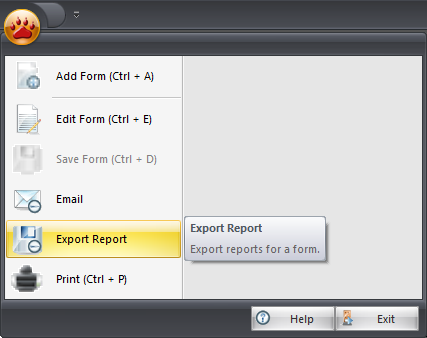 Add Form (Ctrl + A)
Edit Form (Ctrl + E)
Save Form (Ctrl + D)
Email
Export Report
Export Report
Export reports for a form.
Print (Ctrl + P)
Help
Exit